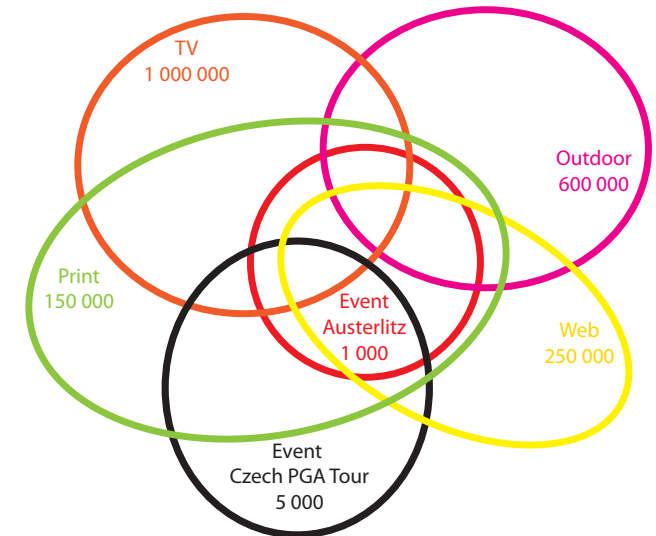 TV
1 000 000
Outdoor
600 000
Print
150 000
Event
Austerlitz
1 000
Web
250 000
Event
Czech PGA Tour
5 000